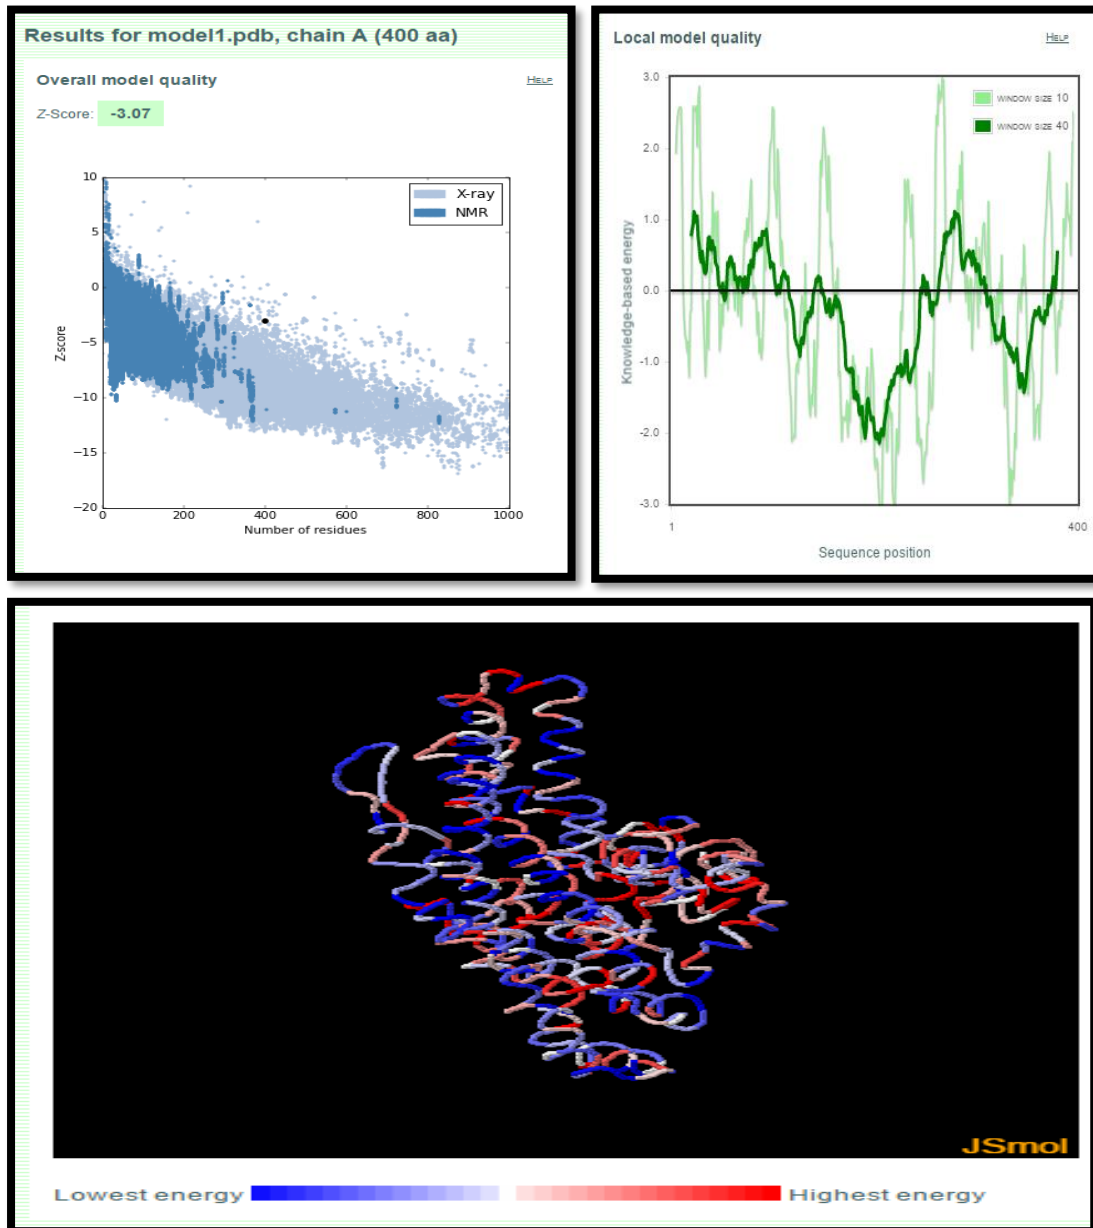 Results for model1.pdb, chain A (400 aa)
Overall model quality
HELP
Z-Score: -3.07
10
5
0
−5
−10
−15
−20
Z-score
X-ray
NMR
0
200
400
600
800
1000
Number of residues
Local model quality
HELP
3.0
2.0
1.0
0.0
-1.0
-2.0
-3.0
Knowledge-based energy
WINDOW SIZE 10
WINDOW SIZE 40
1
400
Sequence position
JSmol
Lowest energy
Highest energy